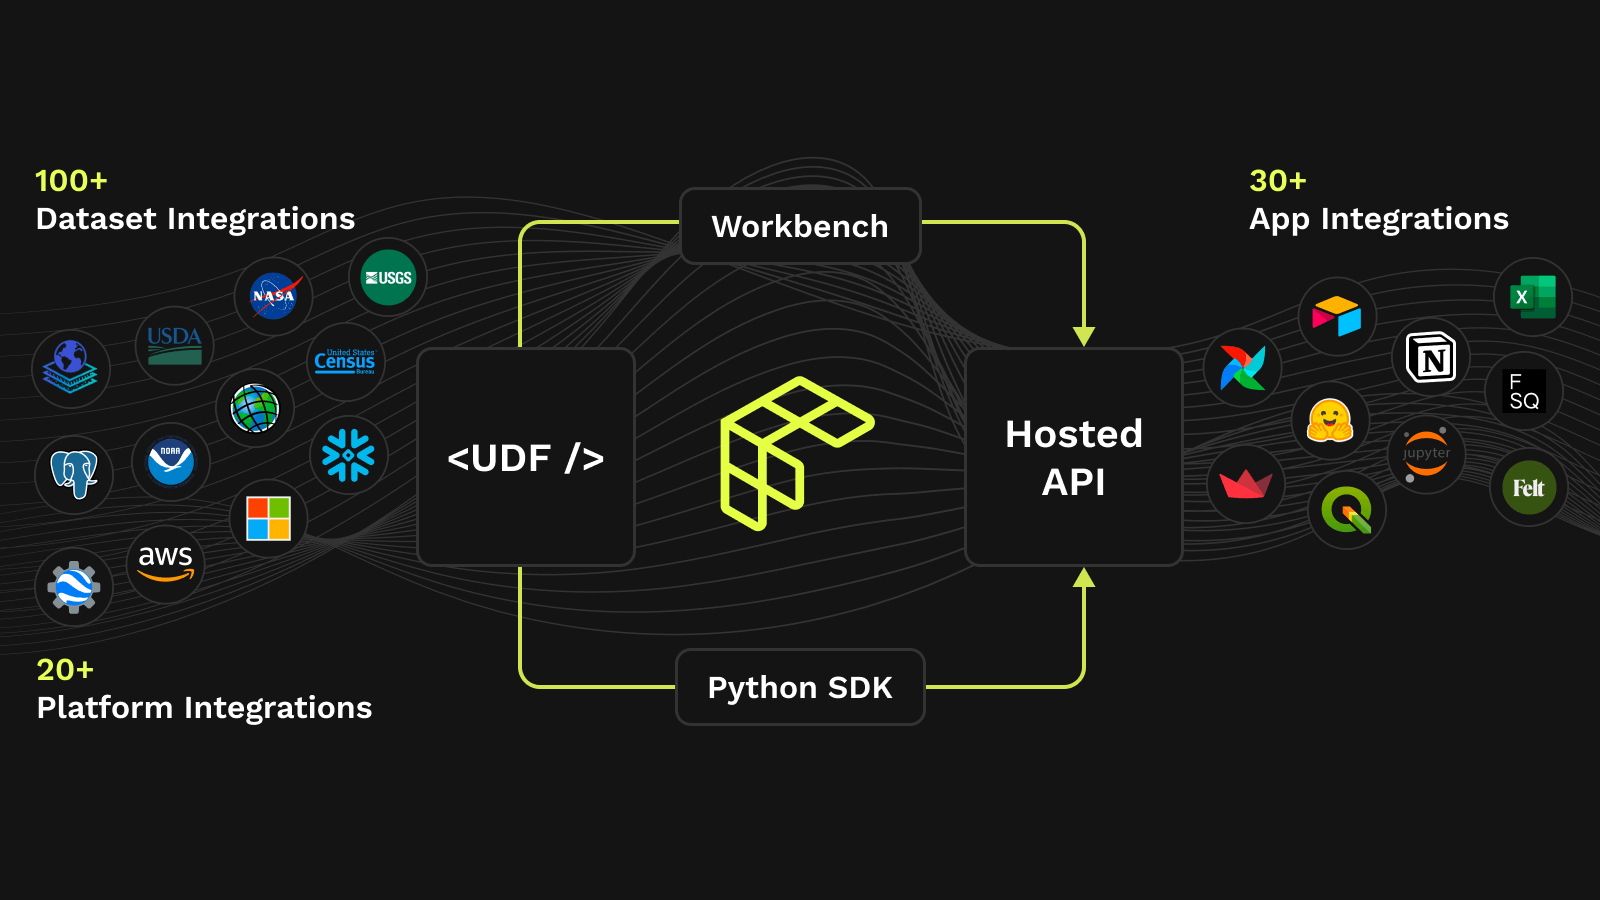 100+
Dataset Integrations
USGS
NASA
USDA
United States®
Census
Bureau
NOAA
aws
20+
Platform Integrations
Workbench
<UDF />
Hosted
API
Python SDK
30+
App Integrations
X
N
F
SQ
jupyter
Felt